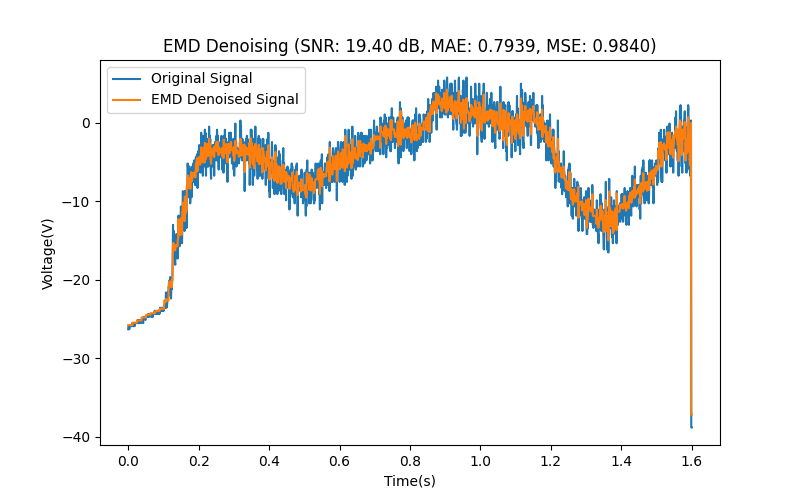 EMD Denoising (SNR: 19.40 dB, MAE: 0.7939, MSE: 0.9840)
Original Signal
EMD Denoised Signal
0
−10
−20
−30
−40
Voltage(V)
0.0 0.2 0.4 0.6 0.8 1.0 1.2 1.4 1.6
Time(s)